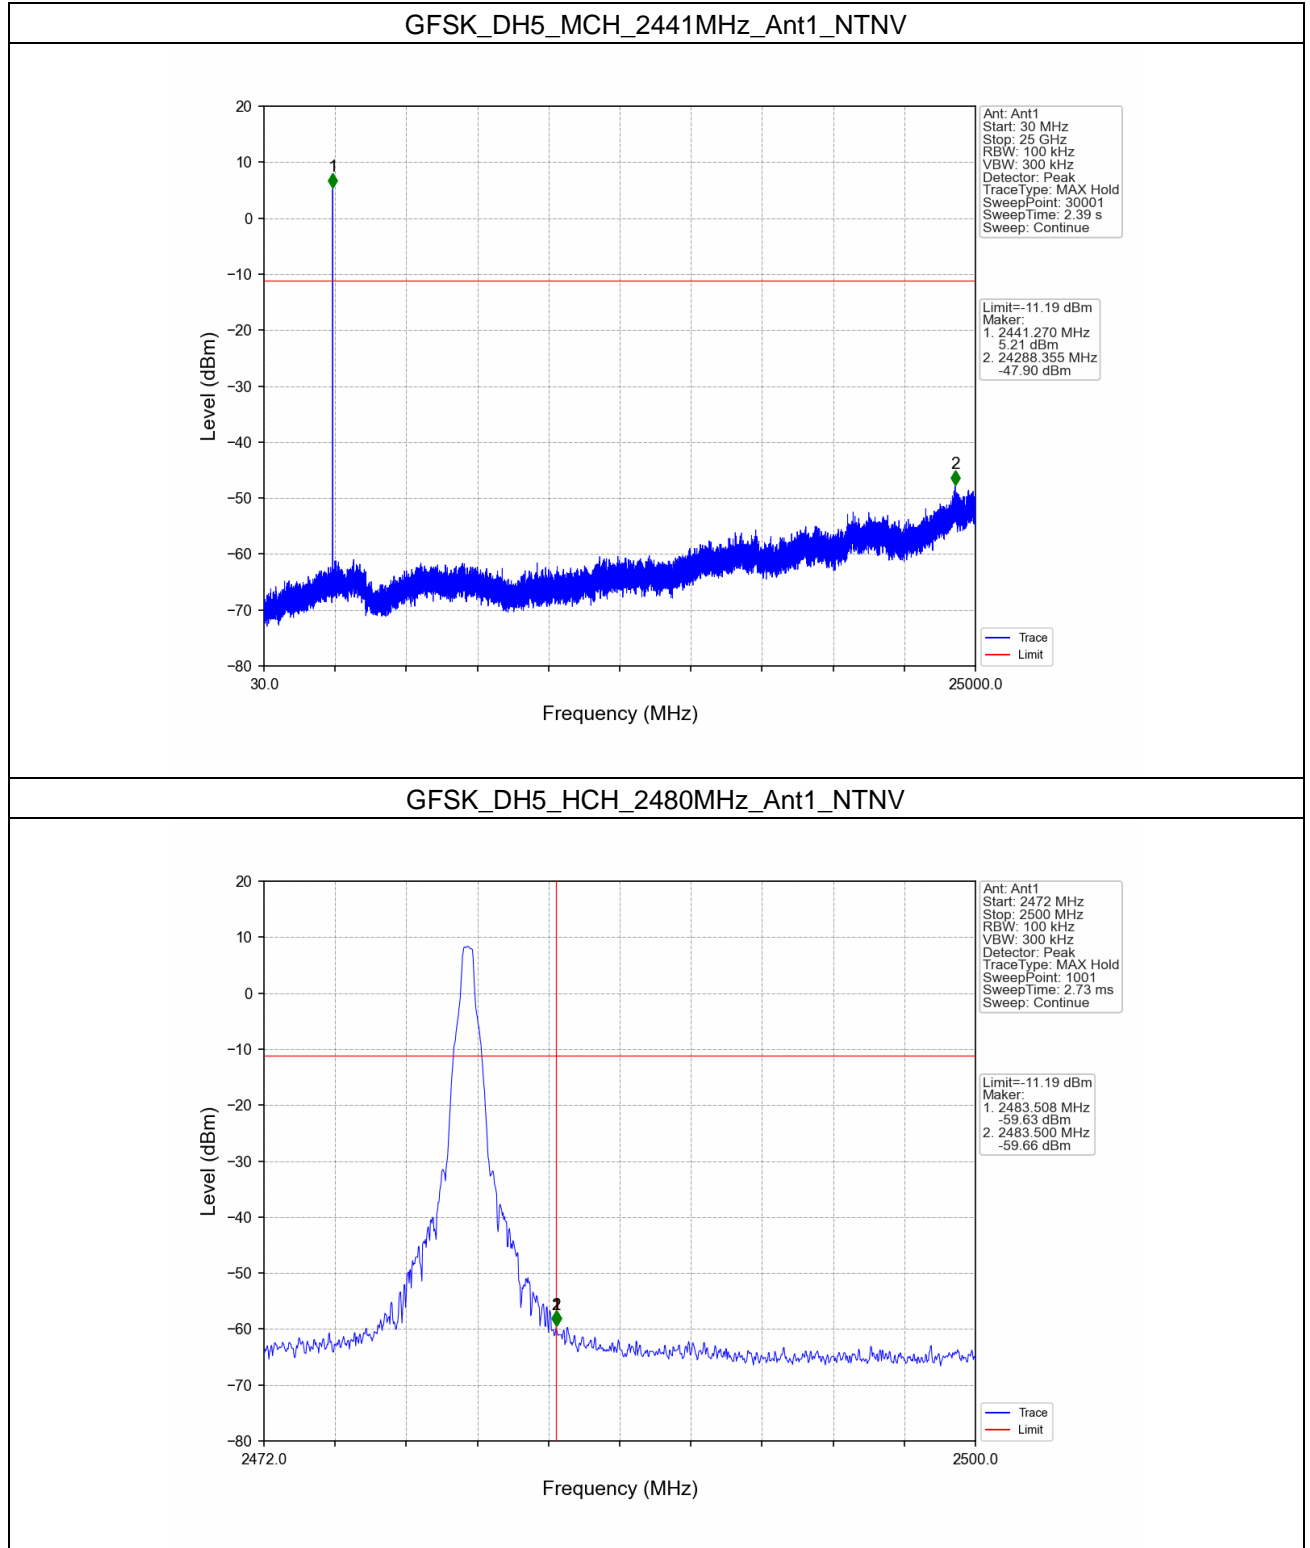 GFSK_DH5_MCH_2441MHz_Ant1_NTNV
20
10
0
−10
−20
−30
−40
−50
−60
−70
−80
Level (dBm)
1
2
30.0
25000.0
Frequency (MHz)
Ant: Ant1
Start: 30 MHz
Stop: 25 GHz
RBW: 100 kHz
VBW: 300 kHz
Detector: Peak
TraceType: MAX Hold
SweepPoint: 30001
SweepTime: 2.39 s
Sweep: Continue
Limit=-11.19 dBm
Maker:
1. 2441.270 MHz
5.21 dBm
2. 24288.355 MHz
-47.90 dBm
Trace
Limit
GFSK_DH5_HCH_2480MHz_Ant1_NTNV
20
10
0
−10
−20
−30
−40
−50
−60
−70
−80
Level (dBm)
1
2
2472.0
2500.0
Frequency (MHz)
Ant: Ant1
Start: 2472 MHz
Stop: 2500 MHz
RBW: 100 kHz
VBW: 300 kHz
Detector: Peak
TraceType: MAX Hold
SweepPoint: 1001
SweepTime: 2.73 ms
Sweep: Continue
Limit=-11.19 dBm
Maker:
1. 2483.508 MHz
-59.63 dBm
2. 2483.500 MHz
-59.66 dBm
Trace
Limit